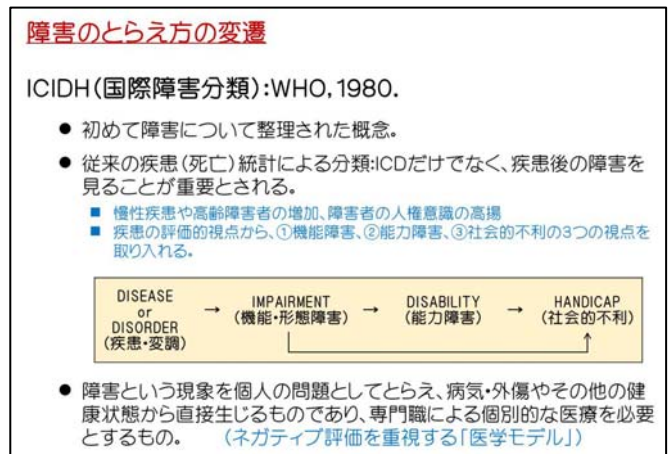 障害のとらえ方の変遷
ICIDH(国際障害分類):WHO,1980.
● 初めて障害について整理された概念。
● 従来の疾患(死亡)統計による分類:ICDだけでなく、疾患後の障害を
見ることが重要とされる。
■ 慢性疾患や高齢障害者の増加、障害者の人権意識の高揚
■ 疾患の評価的視点から、①機能障害、②能力障害、③社会的不利の3つの視点を
取り入れる。
DISEASE
or
DISORDER
(疾患・変調)
→
IMPAIRMENT
(機能・形態障害)
→
DISABILITY
(能力障害)
→
HANDICAP
(社会的不利)
● 障害という現象を個人の問題としてとらえ、病気・外傷やその他の健
康状態から直接生じるものであり、専門職による個別的な医療を必要
とするもの。 (ネガティブ評価を重視する「医学モデル」)